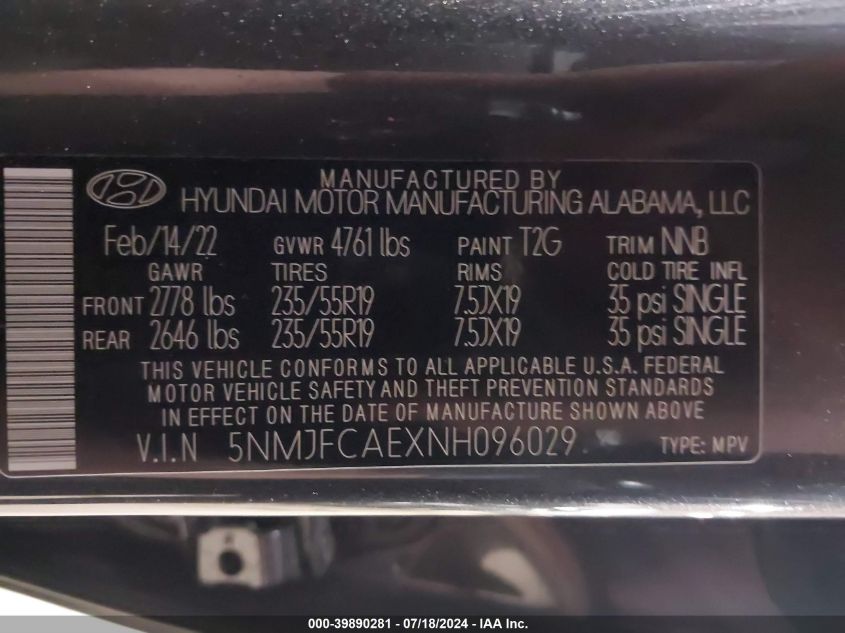 MANUFACTURED BY
HYUNDAI MOTOR MANUFACTURING ALABAMA, LLC
Feb/14/22 GVWR 4761 lbs PAINT T2G TRIM NNB
GAWR TIRES RIMS COLD TIRE INFL
FRONT 2778 lbs 235/55R19 7.5JX19 35 psi SINGLE
REAR 2646 lbs 235/55R19 7.5JX19 35 psi SINGLE
THIS VEHICLE CONFORMS TO ALL APPLICABLE U.S.A. FEDERAL
MOTOR VEHICLE SAFETY AND THEFT PREVENTION STANDARDS
IN EFFECT ON THE DATE OF MANUFACTURE SHOWN ABOVE
V.I.N 5NMJFCAEXNH096029 TYPE: MPV
000-39890281 - 07/18/2024 - IAA Inc.